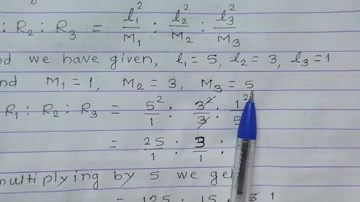 : R₂ : R₃ = l₁²/M₁ : l₂²/M₂ : l₃²/M₃
we have given, l₁ = 5, l₂ = 3, l₃ = 1
M₁ = 1, M₂ = 3, M₃ = 5
R₁ : R₂ : R₃ = 5²/1 : 3²/3 : 1²/5
= 25/1 : 3/1 :
multiplying by 5 we ge
= 125 : 15 :